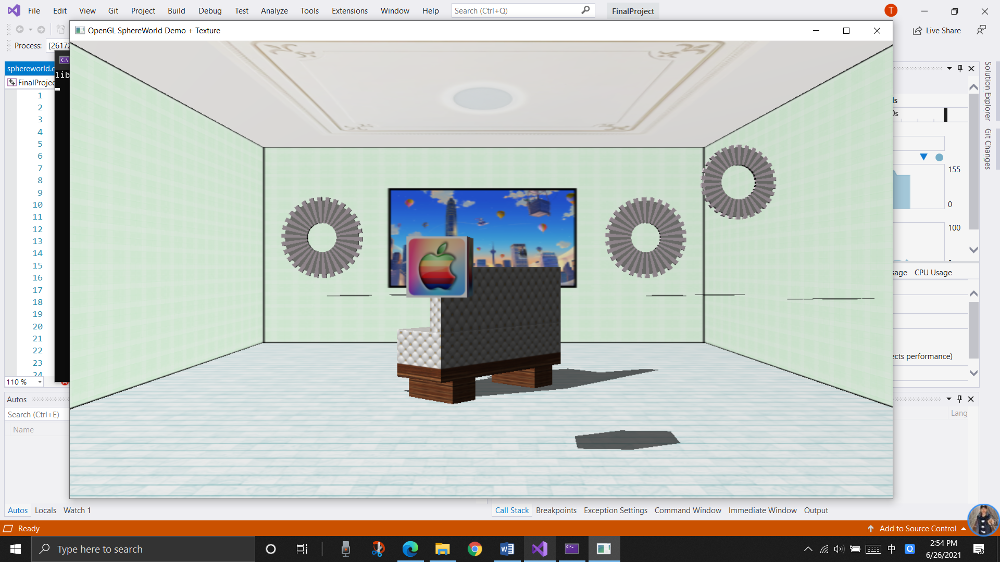 File Edit View Git Project Build Debug Test Analyze Tools Extensions Window Help Search (Ctrl+Q) FinalProject T
OpenGL SphereWorld Demo + Texture
Live Share
Process: [26172
sphereworld.c
lib
FinalProjec
1
2
3
4
5
6
7
8
9
10
11
12
13
14
15
16
17
18
19
20
21
22
23
24
110 %
ls
0s
155
0
100
sage CPU Usage
ects performance)
Solution Explorer
Git Changes
Autos
Search (Ctrl+E)
Name
Lang
Autos Locals Watch 1
Call Stack Breakpoints Exception Settings Command Window Immediate Window Output
Ready
Add to Source Control
Type here to search
中
2:54 PM
6/26/2021